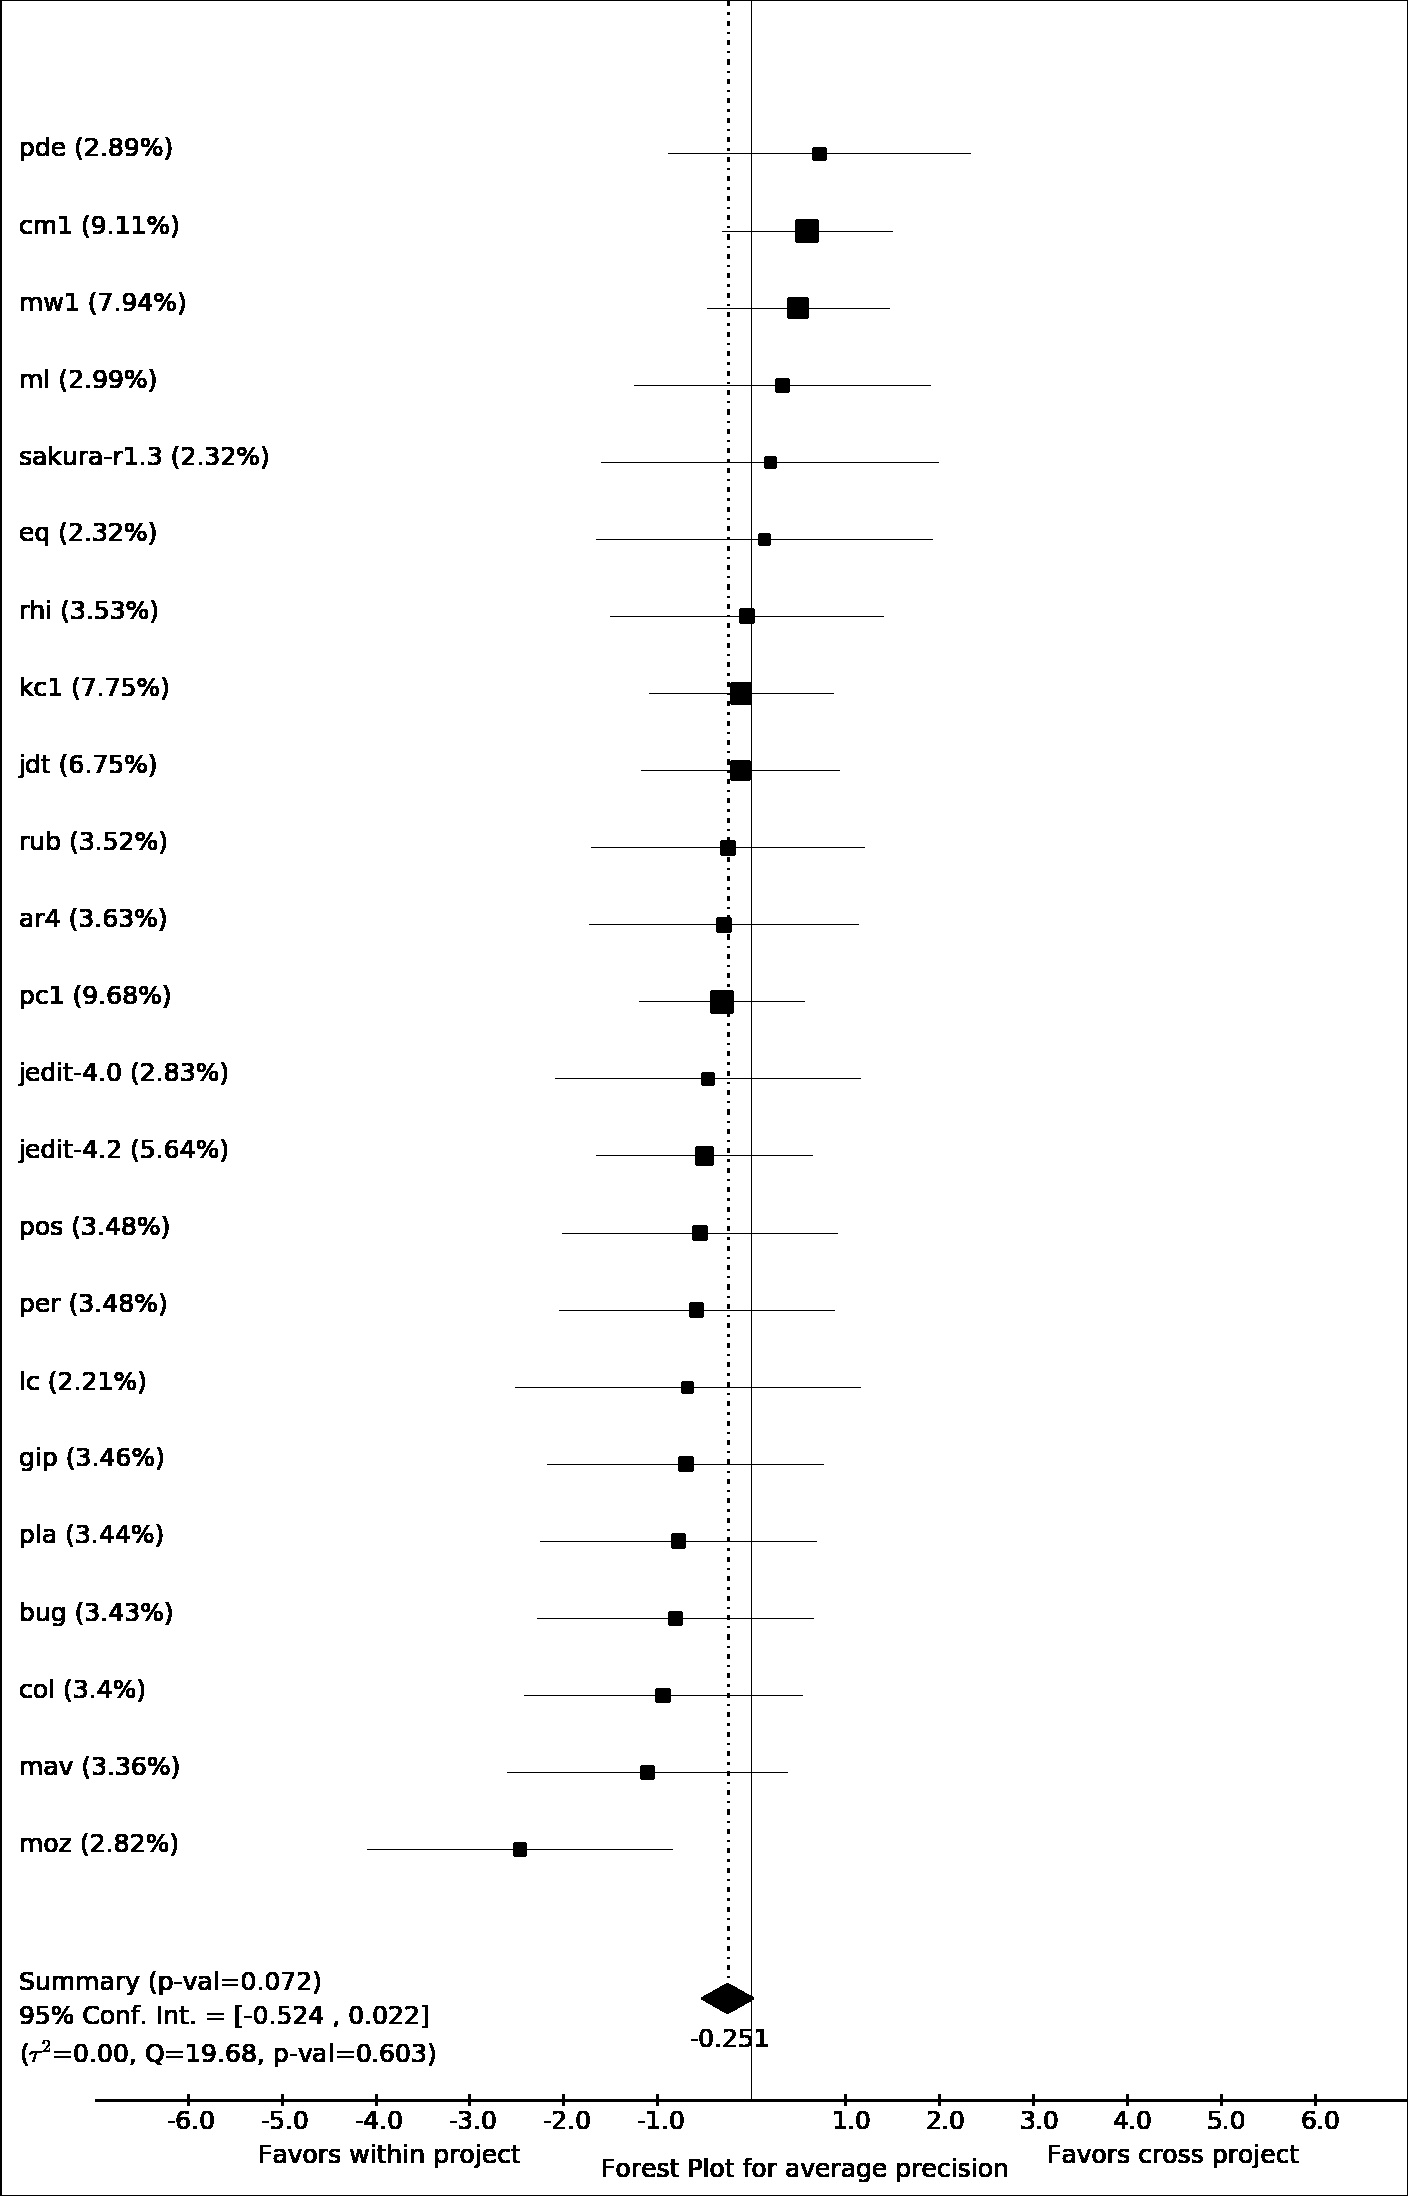 pde (2.89%)
cm1 (9.11%)
mw1 (7.94%)
ml (2.99%)
sakura-r1.3 (2.32%)
eq (2.32%)
rhi (3.53%)
kc1 (7.75%)
jdt (6.75%)
rub (3.52%)
ar4 (3.63%)
pc1 (9.68%)
jedit-4.0 (2.83%)
jedit-4.2 (5.64%)
pos (3.48%)
per (3.48%)
lc (2.21%)
gip (3.46%)
pla (3.44%)
bug (3.43%)
col (3.4%)
mav (3.36%)
moz (2.82%)
Summary (p-val=0.072)
95% Conf. Int. = [-0.524 , 0.022]
-0.251
(τ²=0.00, Q=19.68, p-val=0.603)
-6.0 -5.0 -4.0 -3.0 -2.0 -1.0 1.0 2.0 3.0 4.0 5.0 6.0
Favors within project Favors cross project
Forest Plot for average precision